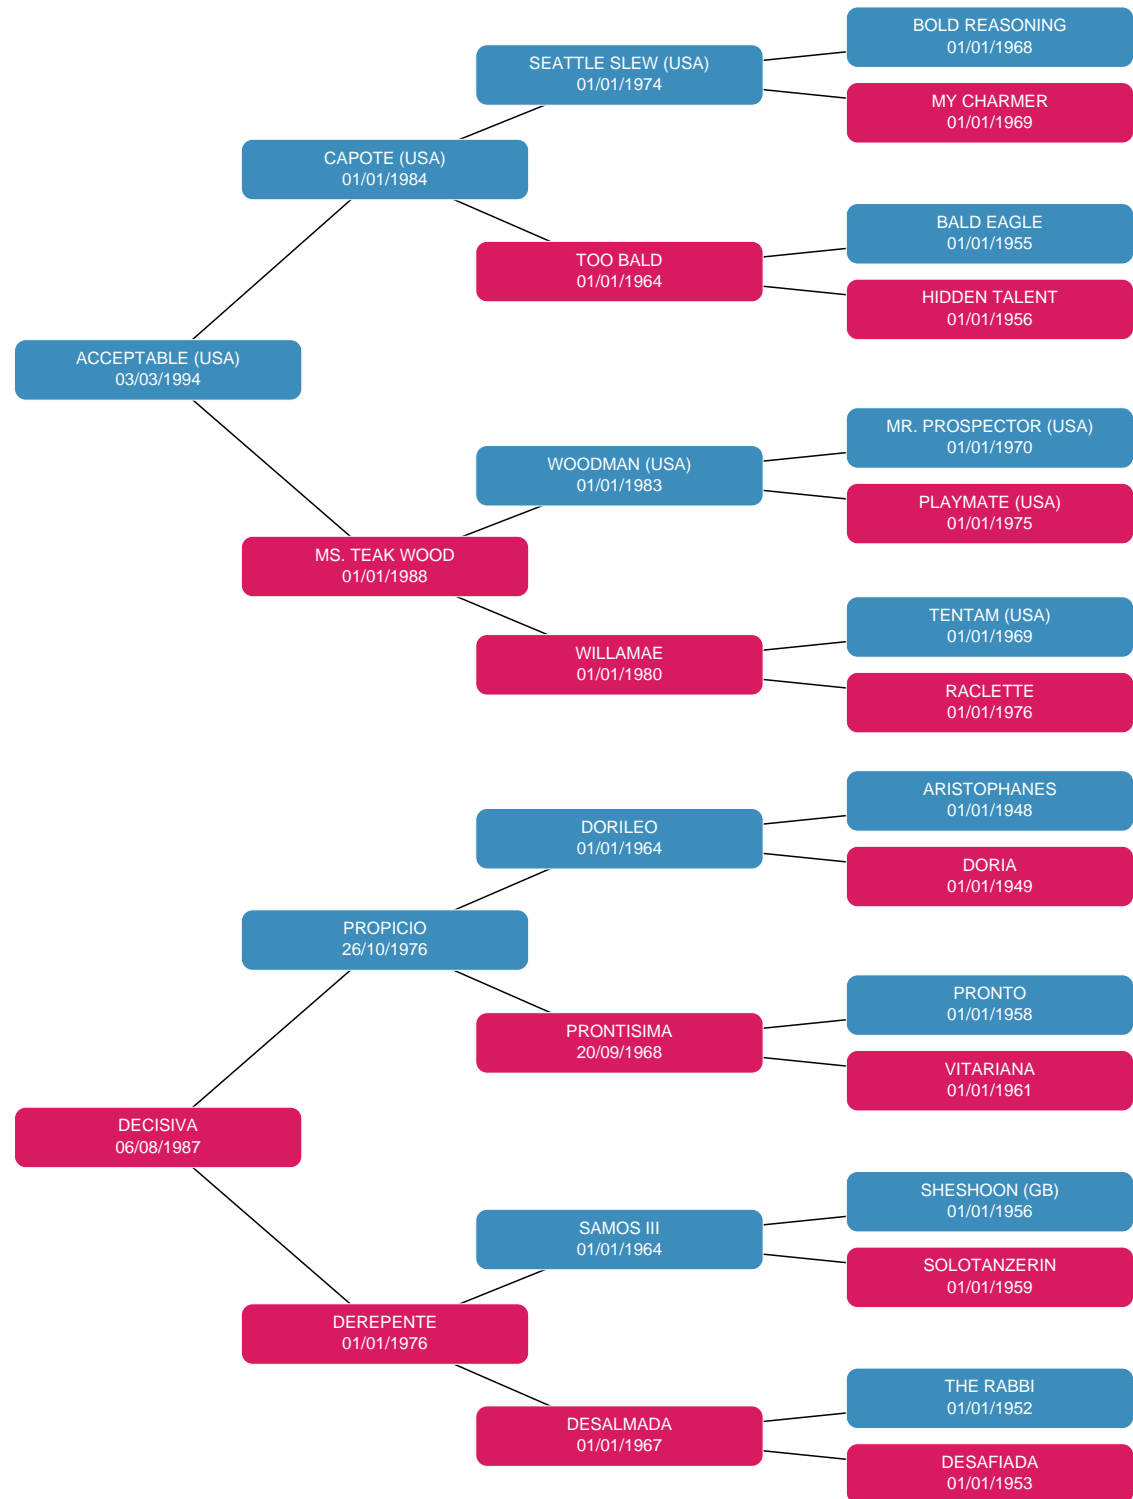 BOLD REASONING
01/01/1968
SEATTLE SLEW (USA)
01/01/1974
MY CHARMER
01/01/1969
CAPOTE (USA)
01/01/1984
BALD EAGLE
01/01/1955
TOO BALD
01/01/1964
HIDDEN TALENT
01/01/1956
ACCEPTABLE (USA)
03/03/1994
MR. PROSPECTOR (USA)
01/01/1970
WOODMAN (USA)
01/01/1983
PLAYMATE (USA)
01/01/1975
MS. TEAK WOOD
01/01/1988
TENTAM (USA)
01/01/1969
WILLAMAE
01/01/1980
RACLETTE
01/01/1976
ARISTOPHANES
01/01/1948
DORILEO
01/01/1964
DORIA
01/01/1949
PROPICIO
26/10/1976
PRONTO
01/01/1958
PRONTISIMA
20/09/1968
VITARIANA
01/01/1961
DECISIVA
06/08/1987
SHESHOON (GB)
01/01/1956
SAMOS III
01/01/1964
SOLOTANZERIN
01/01/1959
DEREPENTE
01/01/1976
THE RABBI
01/01/1952
DESALMADA
01/01/1967
DESAFIADA
01/01/1953